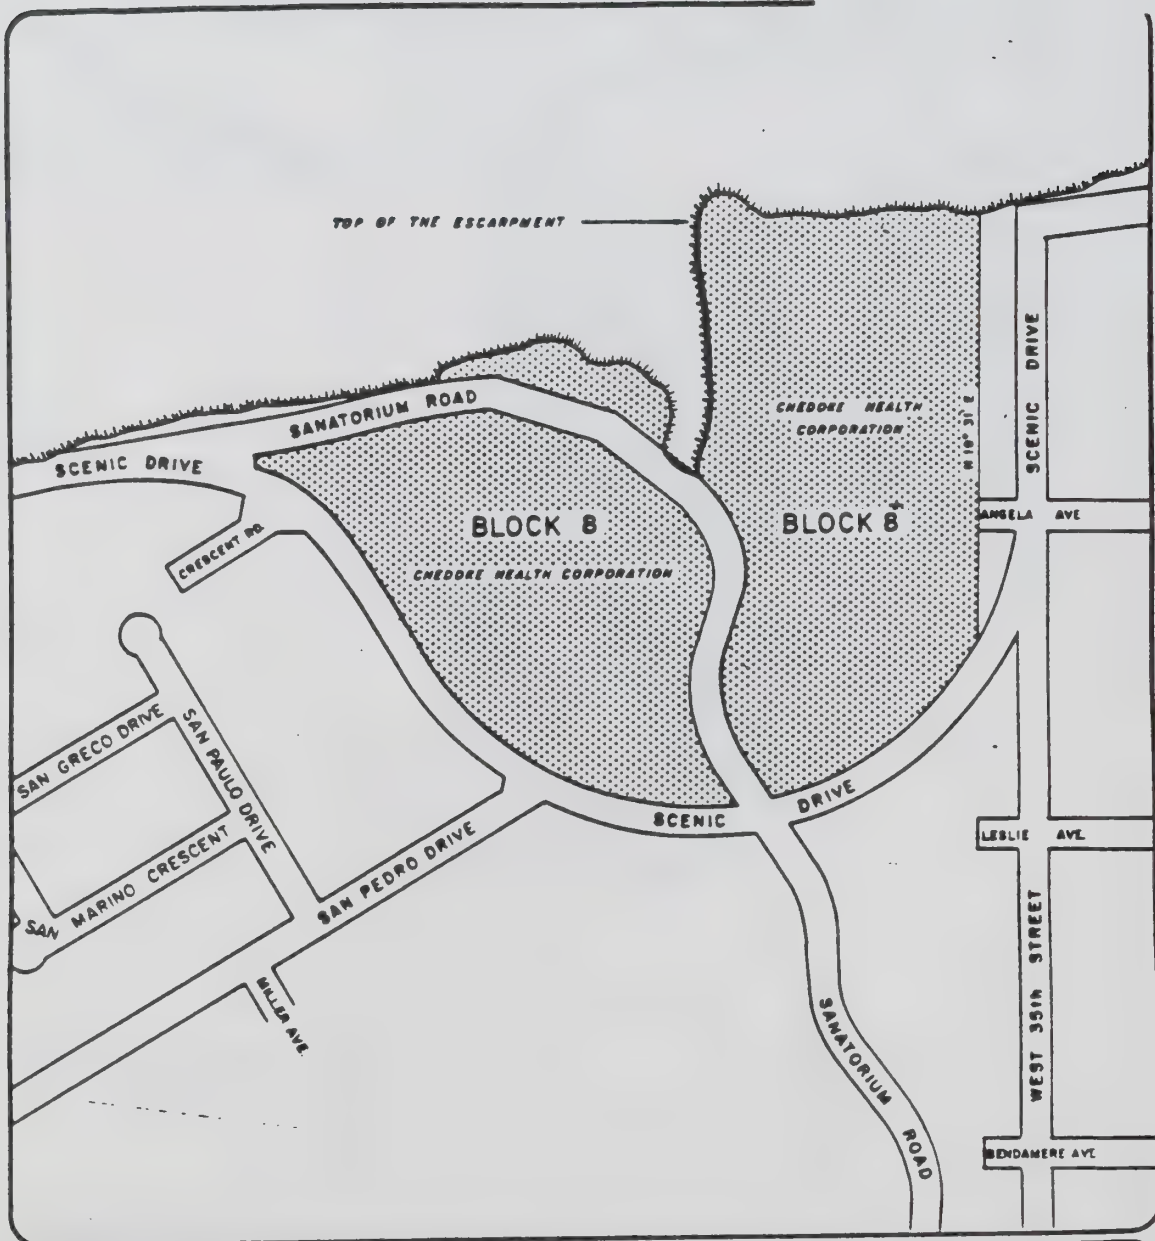 TOP OF THE ESCARPMENT
SCENIC DRIVE
SANATORIUM ROAD
CHEDOKE HEALTH
CORPORATION
N 18° 31' E
SCENIC DRIVE
BLOCK 8
CHEDOKE HEALTH CORPORATION
BLOCK 8
ANGELA AVE
CRESCENT RD.
SAN GRECO DRIVE
SAN PAULO DRIVE
SAN MARINO CRESCENT
SAN PEDRO DRIVE
MILLER AVE.
SCENIC DRIVE
LESLIE AVE.
WEST 35th STREET
SANATORIUM ROAD
BENDAMERE AVE